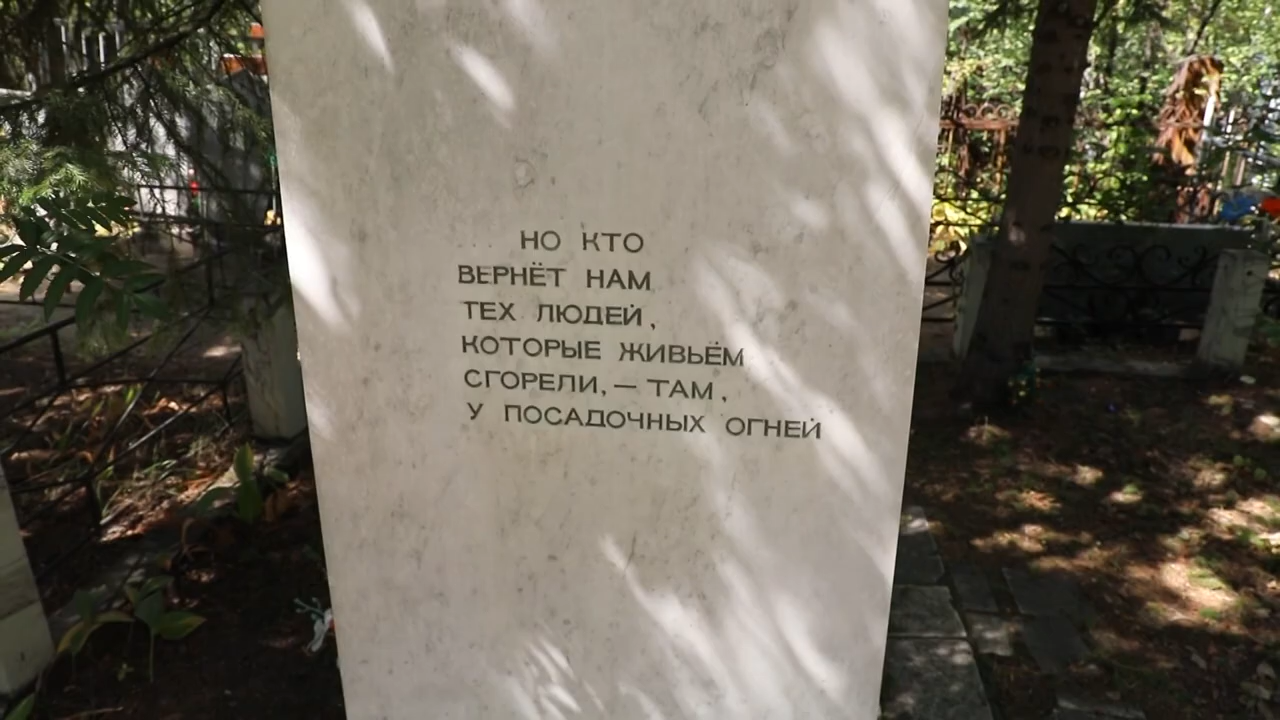 НО КТО
ВЕРНЁТ НАМ
ТЕХ ЛЮДЕЙ,
КОТОРЫЕ ЖИВЬЁМ
СГОРЕЛИ, — ТАМ,
У ПОСАДОЧНЫХ ОГНЕЙ